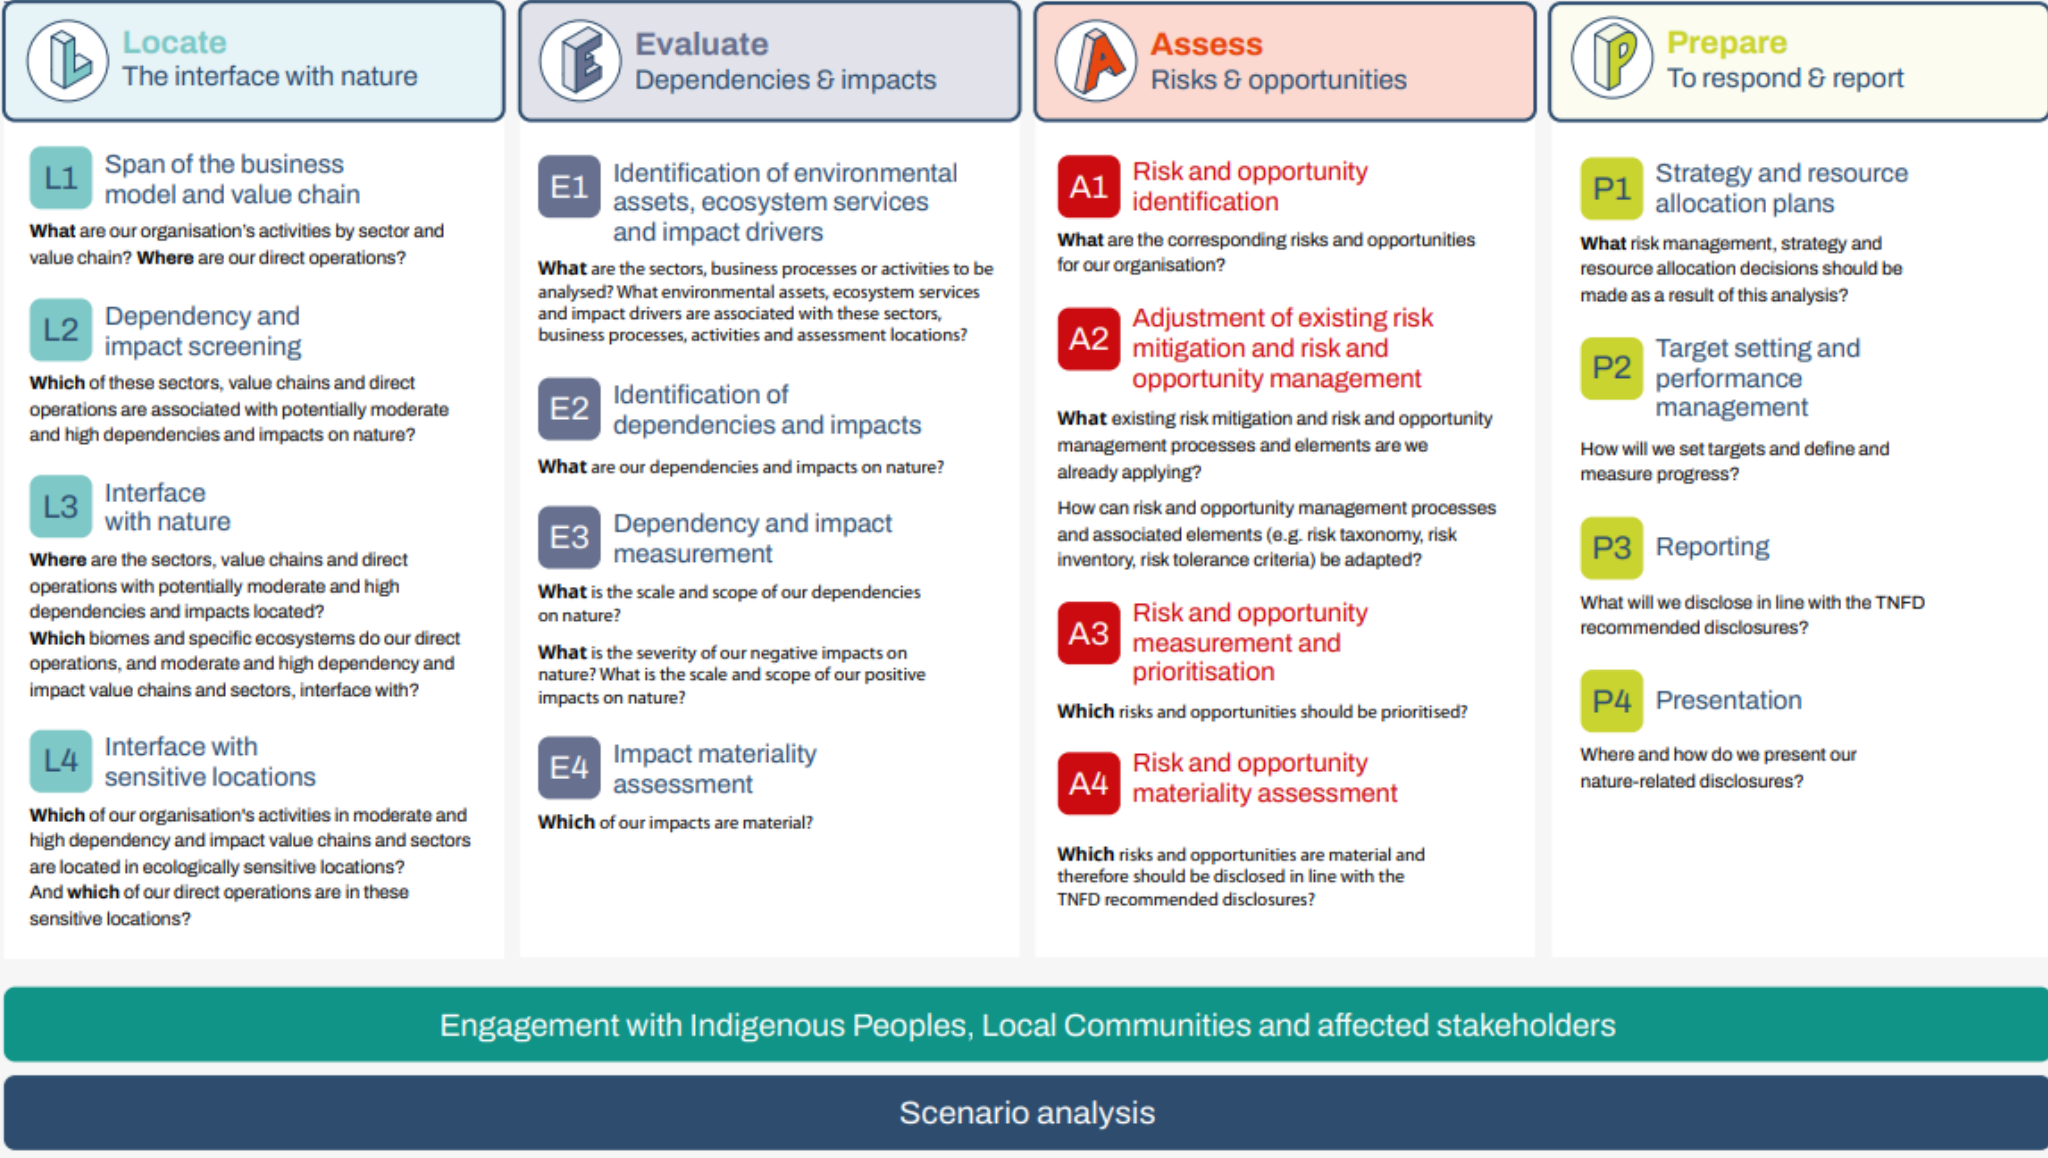 Locate
The interface with nature
L1
Span of the business
model and value chain
What are our organisation's activities by sector and
value chain? Where are our direct operations?
L2
Dependency and
impact screening
Which of these sectors, value chains and direct
operations are associated with potentially moderate
and high dependencies and impacts on nature?
L3
Interface
with nature
Where are the sectors, value chains and direct
operations with potentially moderate and high
dependencies and impacts located?
Which biomes and specific ecosystems do our direct
operations, and moderate and high dependency and
impact value chains and sectors, interface with?
L4
Interface with
sensitive locations
Which of our organisation's activities in moderate and
high dependency and impact value chains and sectors
are located in ecologically sensitive locations?
And which of our direct operations are in these
sensitive locations?
Evaluate
Dependencies & impacts
E1
Identification of environmental
assets, ecosystem services
and impact drivers
What are the sectors, business processes or activities to be
analysed? What environmental assets, ecosystem services
and impact drivers are associated with these sectors,
business processes, activities and assessment locations?
E2
Identification of
dependencies and impacts
What are our dependencies and impacts on nature?
E3
Dependency and impact
measurement
What is the scale and scope of our dependencies
on nature?
What is the severity of our negative impacts on
nature? What is the scale and scope of our positive
impacts on nature?
E4
Impact materiality
assessment
Which of our impacts are material?
Assess
Risks & opportunities
A1
Risk and opportunity
identification
What are the corresponding risks and opportunities
for our organisation?
A2
Adjustment of existing risk
mitigation and risk and
opportunity management
What existing risk mitigation and risk and opportunity
management processes and elements are we
already applying?
How can risk and opportunity management processes
and associated elements (e.g. risk taxonomy, risk
inventory, risk tolerance criteria) be adapted?
A3
Risk and opportunity
measurement and
prioritisation
Which risks and opportunities should be prioritised?
A4
Risk and opportunity
materiality assessment
Which risks and opportunities are material and
therefore should be disclosed in line with the
TNFD recommended disclosures?
Prepare
To respond & report
P1
Strategy and resource
allocation plans
What risk management, strategy and
resource allocation decisions should be
made as a result of this analysis?
P2
Target setting and
performance
management
How will we set targets and define and
measure progress?
P3
Reporting
What will we disclose in line with the TNFD
recommended disclosures?
P4
Presentation
Where and how do we present our
nature-related disclosures?
Engagement with Indigenous Peoples, Local Communities and affected stakeholders
Scenario analysis